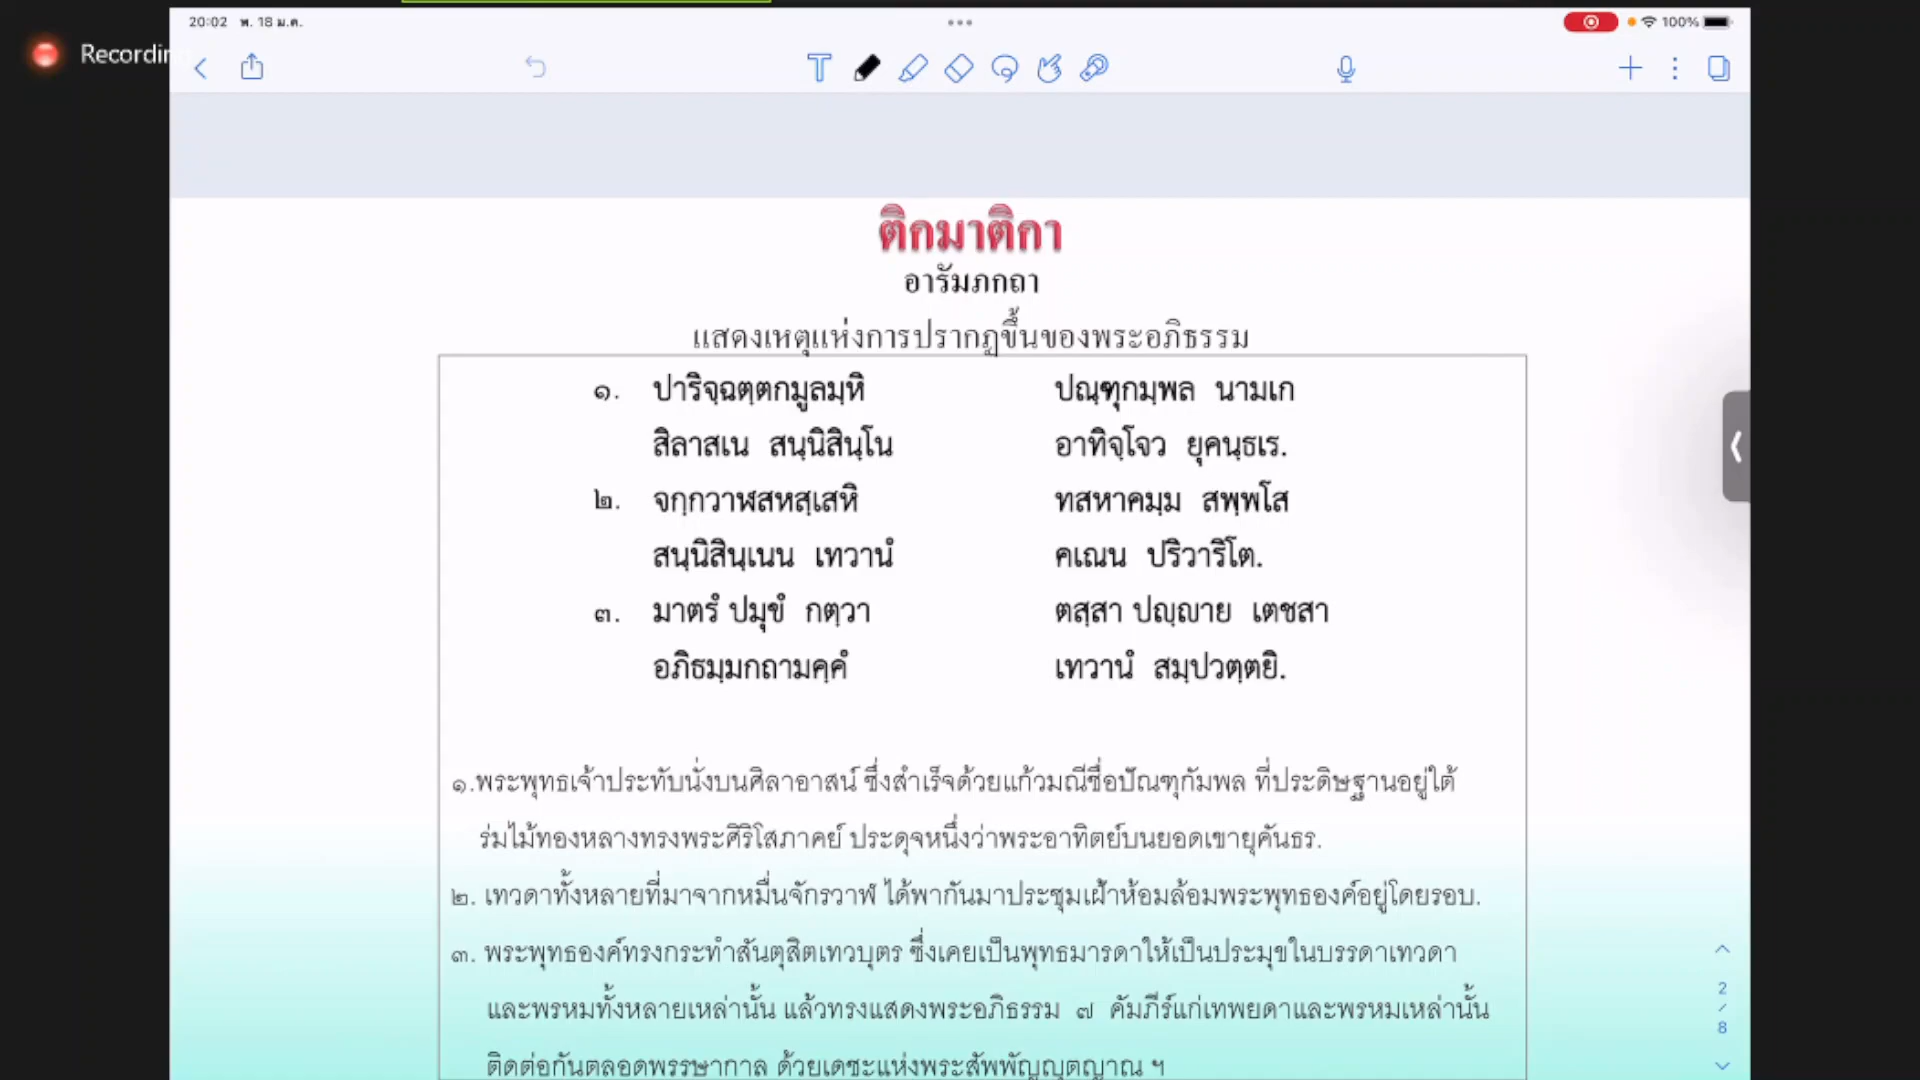 20:02 พ. 18 ม.ค.
100%
Recordin
ติกมาติกา
อารัมภกถา
แสดงเหตุแห่งการปรากฏขึ้นของพระอภิธรรม
๑. ปาริจฺฉตฺตกมูลมฺหิ ปณฺฑุกมฺพล นามเก
สิลาสเน สนฺนิสินฺโน อาทิจฺโจว ยุคนฺธเร.
๒. จกฺกวาฬสหสฺเสหิ ทสหาคมฺม สพฺพโส
สนฺนิสินฺเนน เทวานํ คเณน ปริวาริโต.
๓. มาตรํ ปมุขํ กตฺวา ตสฺสา ปญฺญาย เตชสา
อภิธมฺมกถามคฺคํ เทวานํ สมฺปวตฺตยิ.
๑.พระพุทธเจ้าประทับนั่งบนศิลาอาสน์ ซึ่งสำเร็จด้วยแก้วมณีชื่อปัณฑุกัมพล ที่ประดิษฐานอยู่ใต้
ร่มไม้ทองหลางทรงพระศิริโสภาคย์ ประดุจหนึ่งว่าพระอาทิตย์บนยอดเขายุคันธร.
๒. เทวดาทั้งหลายที่มาจากหมื่นจักรวาฬ ได้พากันมาประชุมเฝ้าห้อมล้อมพระพุทธองค์อยู่โดยรอบ.
๓. พระพุทธองค์ทรงกระทำสันตุสิตเทวบุตร ซึ่งเคยเป็นพุทธมารดาให้เป็นประมุขในบรรดาเทวดา
และพรหมทั้งหลายเหล่านั้น แล้วทรงแสดงพระอภิธรรม ๗ คัมภีร์แก่เทพยดาและพรหมเหล่านั้น
ติดต่อกันตลอดพรรษากาล ด้วยเดชะแห่งพระสัพพัญญุตญาณ ฯ
2
/
8